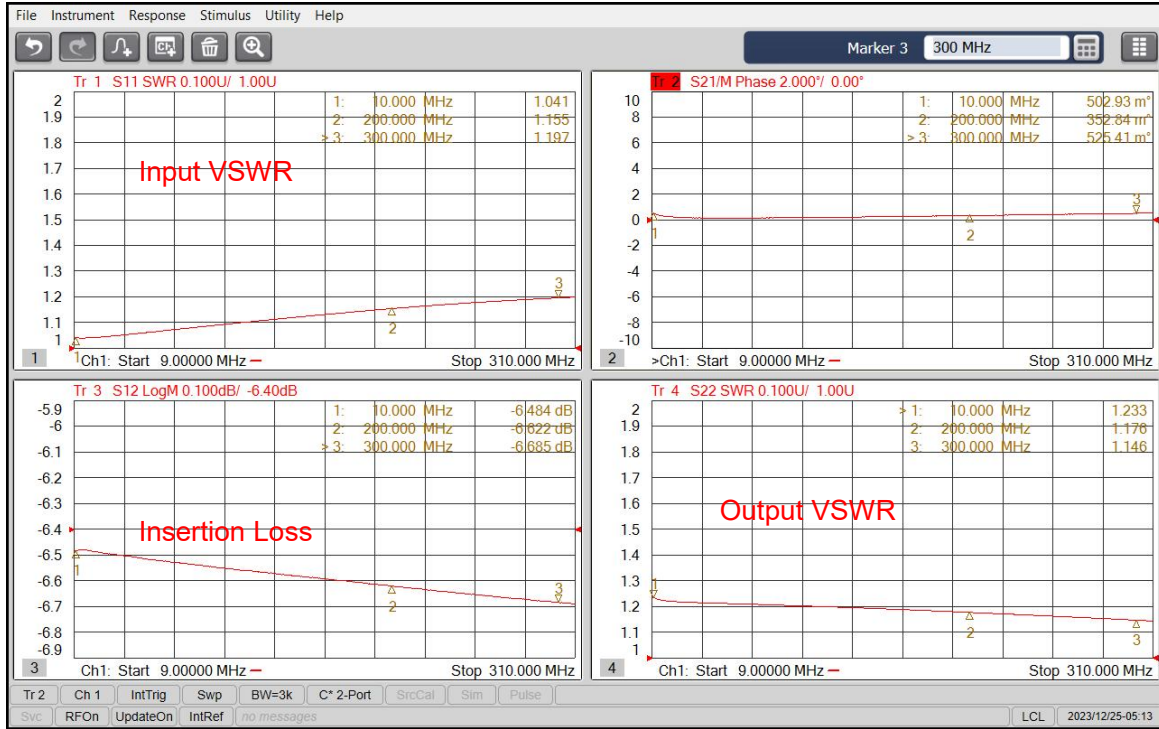 File Instrument Response Stimulus Utility Help
Marker 3 300 MHz
Tr 1 S11 SWR 0.100U/ 1.00U
2
1.9
1.8
1.7
1.6
1.5
1.4
1.3
1.2
1.1
1
1: 10.000 MHz 1.041
2: 200.000 MHz 1.155
> 3: 300.000 MHz 1.197
Input VSWR
1
2
3
1 Ch1: Start 9.00000 MHz Stop 310.000 MHz
Tr 2 S21/M Phase 2.000°/ 0.00°
10
8
6
4
2
0
-2
-4
-6
-8
-10
1: 10.000 MHz 502.93 m°
2: 200.000 MHz 352.84 m°
> 3: 300.000 MHz 525.41 m°
1
2
3
2 >Ch1: Start 9.00000 MHz Stop 310.000 MHz
Tr 3 S12 LogM 0.100dB/ -6.40dB
-5.9
-6
-6.1
-6.2
-6.3
-6.4
-6.5
-6.6
-6.7
-6.8
-6.9
1: 10.000 MHz -6.484 dB
2: 200.000 MHz -6.622 dB
> 3: 300.000 MHz -6.685 dB
Insertion Loss
1
2
3
3 Ch1: Start 9.00000 MHz Stop 310.000 MHz
Tr 4 S22 SWR 0.100U/ 1.00U
2
1.9
1.8
1.7
1.6
1.5
1.4
1.3
1.2
1.1
1
> 1: 10.000 MHz 1.233
2: 200.000 MHz 1.176
3: 300.000 MHz 1.146
Output VSWR
1
2
3
4 Ch1: Start 9.00000 MHz Stop 310.000 MHz
Tr 2 Ch 1 IntTrig Swp BW=3k C* 2-Port SrcCal Sim Pulse
Svc RFOn UpdateOn IntRef no messages LCL 2023/12/25-05:13